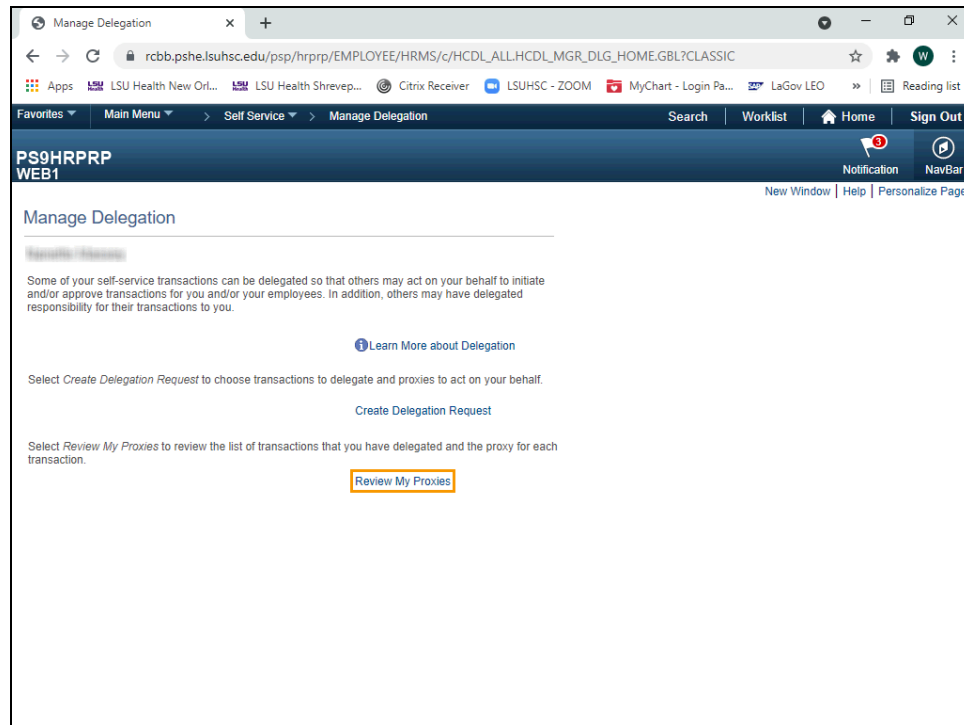 Manage Delegation
rcbb.pshe.lsuhsc.edu/psp/hrprp/EMPLOYEE/HRMS/c/HCDL_ALL.HCDL_MGR_DLG_HOME.GBL?CLASSIC
W
Apps LSU Health New Orl... LSU Health Shrevep... Citrix Receiver LSUHSC - ZOOM MyChart - Login Pa... LaGov LEO » Reading list
Favorites Main Menu > Self Service > Manage Delegation Search Worklist Home Sign Out
3
PS9HRPRP
WEB1
Notification NavBar
New Window | Help | Personalize Page
Manage Delegation
Some of your self-service transactions can be delegated so that others may act on your behalf to initiate
and/or approve transactions for you and/or your employees. In addition, others may have delegated
responsibility for their transactions to you.
Learn More about Delegation
Select Create Delegation Request to choose transactions to delegate and proxies to act on your behalf.
Create Delegation Request
Select Review My Proxies to review the list of transactions that you have delegated and the proxy for each
transaction.
Review My Proxies